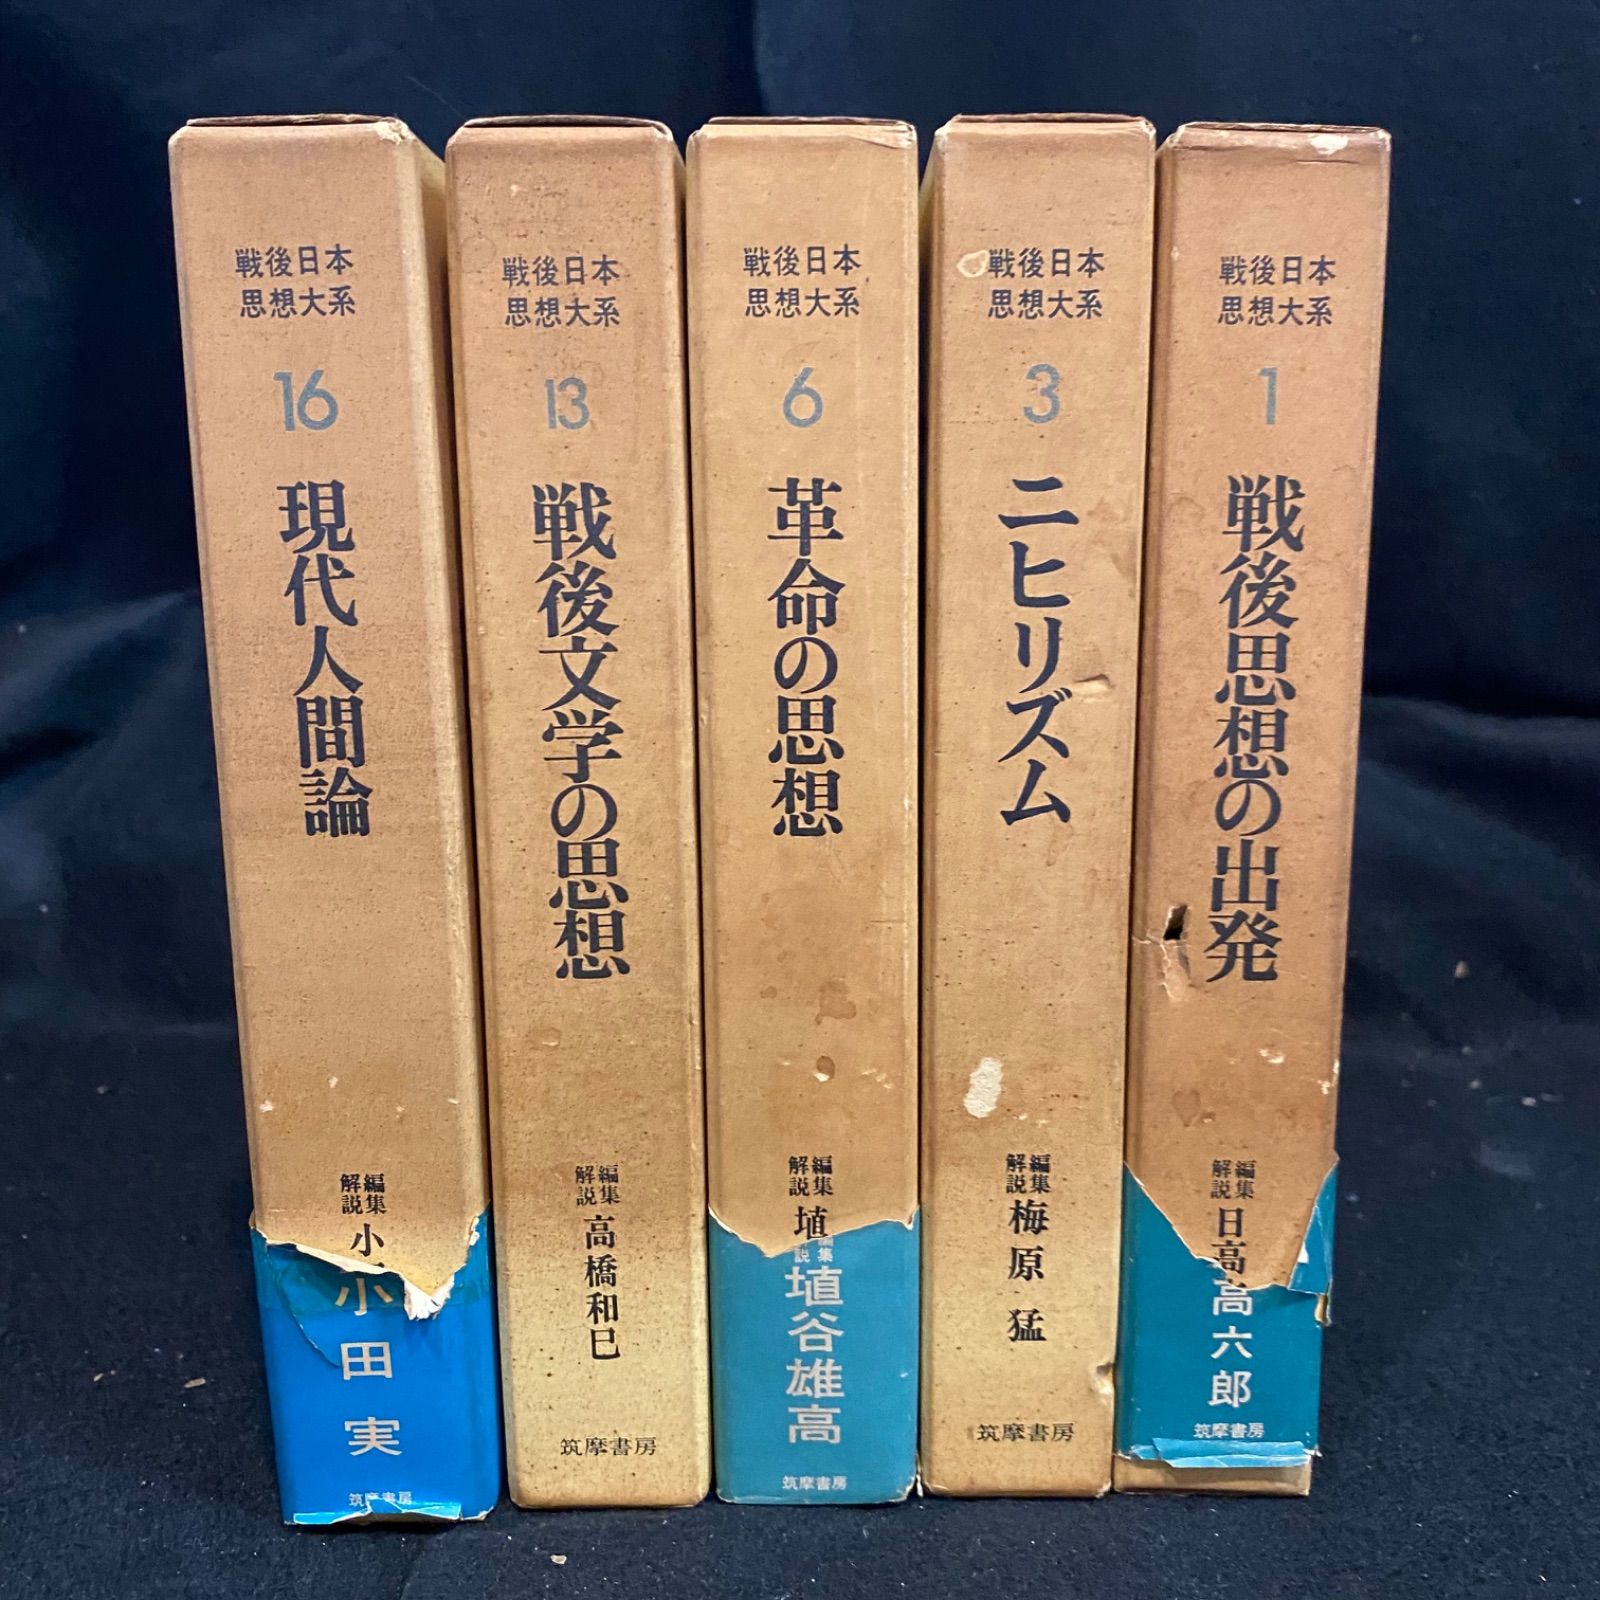 戦後日本
思想大系
16
現代人間論
編集
解説
小
小田 実
筑摩書房
戦後日本
思想大系
13
戦後文学の思想
編集
解説
高橋和巳
筑摩書房
戦後日本
思想大系
6
革命の思想
編集
解説
埴
編集
説
埴谷雄高
筑摩書房
戦後日本
思想大系
3
ニヒリズム
編集
解説
梅原 猛
筑摩書房
戦後日本
思想大系
1
戦後思想の出発
編集
解説
日高
高六郎
筑摩書房